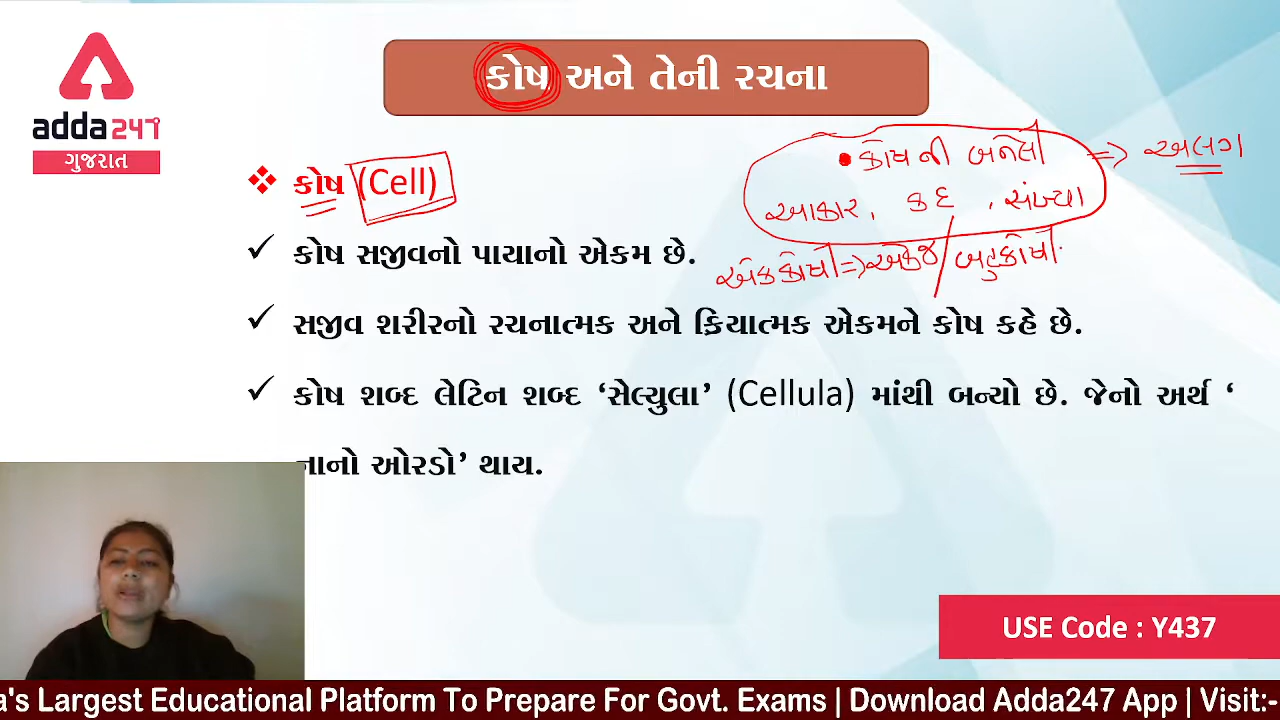 કોષ અને તેની રચના
adda247
ગુજરાત
❖ કોષ (Cell)
• કોષની બનેલી ⇒ અલગ
આકાર, કદ, સંખ્યા
એકકોષી ⇒ એકજ / બહુકોષી
✓ કોષ સજીવનો પાયાનો એકમ છે.
✓ સજીવ શરીરનો રચનાત્મક અને ક્રિયાત્મક એકમને કોષ કહે છે.
✓ કોષ શબ્દ લેટિન શબ્દ ‘સેલ્યુલા’ (Cellula) માંથી બન્યો છે. જેનો અર્થ ‘
નાનો ઓરડો’ થાય.
USE Code : Y437
a's Largest Educational Platform To Prepare For Govt. Exams | Download Adda247 App | Visit:-